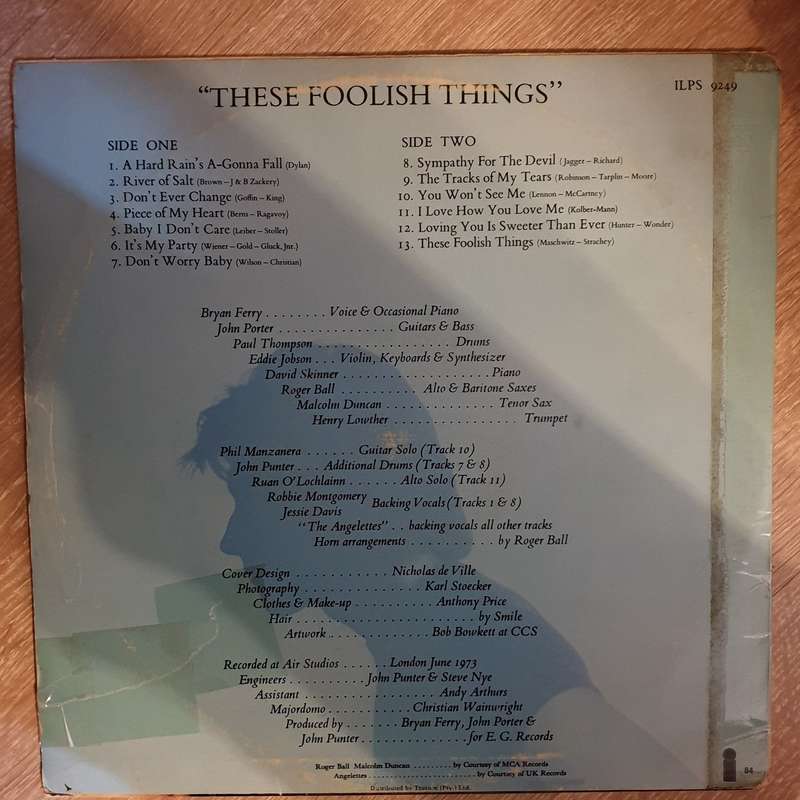 "THESE FOOLISH THINGS"
ILPS 9249
SIDE ONE
1. A Hard Rain's A-Gonna Fall (Dylan)
2. River of Salt (Brown – J & B Zackery)
3. Don't Ever Change (Goffin – King)
4. Piece of My Heart (Berns – Ragavoy)
5. Baby I Don't Care (Leiber – Stoller)
6. It's My Party (Wiener – Gold – Gluck, Jnr.)
7. Don't Worry Baby (Wilson – Christian)
SIDE TWO
8. Sympathy For The Devil (Jagger – Richard)
9. The Tracks of My Tears (Robinson – Tarplin – Moore)
10. You Won't See Me (Lennon – McCartney)
11. I Love How You Love Me (Kolber-Mann)
12. Loving You Is Sweeter Than Ever (Hunter – Wonder)
13. These Foolish Things (Maschwitz – Strachey)
Bryan Ferry . . . . . . . . Voice & Occasional Piano
John Porter . . . . . . . . . . . . . . . Guitars & Bass
Paul Thompson . . . . . . . . . . . . . . . . . Drums
Eddie Jobson . . . Violin, Keyboards & Synthesizer
David Skinner . . . . . . . . . . . . . . . . . . . Piano
Roger Ball . . . . . . . . . . Alto & Baritone Saxes
Malcolm Duncan . . . . . . . . . . . . . . Tenor Sax
Henry Lowther . . . . . . . . . . . . . . . . Trumpet
Phil Manzanera . . . . . . Guitar Solo (Track 10)
John Punter . . . Additional Drums (Tracks 7 & 8)
Ruan O'Lochlainn . . . . . . Alto Solo (Track 11)
Robbie Montgomery
Jessie Davis
Backing Vocals (Tracks 1 & 8)
"The Angelettes" . . backing vocals all other tracks
Horn arrangements . . . . . . . . . . by Roger Ball
Cover Design . . . . . . . . . . . Nicholas de Ville
Photography . . . . . . . . . . . . . . Karl Stoecker
Clothes & Make-up . . . . . . . . . . Anthony Price
Hair . . . . . . . . . . . . . . . . . . . . . . . by Smile
Artwork . . . . . . . . . . . . . Bob Bowkett at CCS
Recorded at Air Studios . . . . . . London June 1973
Engineers . . . . . . . . . . John Punter & Steve Nye
Assistant . . . . . . . . . . . . . . . . . Andy Arthurs
Majordomo . . . . . . . . . . . Christian Wainwright
Produced by . . . . . . . Bryan Ferry, John Porter &
John Punter . . . . . . . . . . . . . . for E. G. Records
Roger Ball Malcolm Duncan . . . . . . . . . by Courtesy of MCA Records
Angelettes . . . . . . . . . . . . . . . . . . . . . . . by Courtesy of UK Records
Distributed by (Pty.) Ltd.
i
84